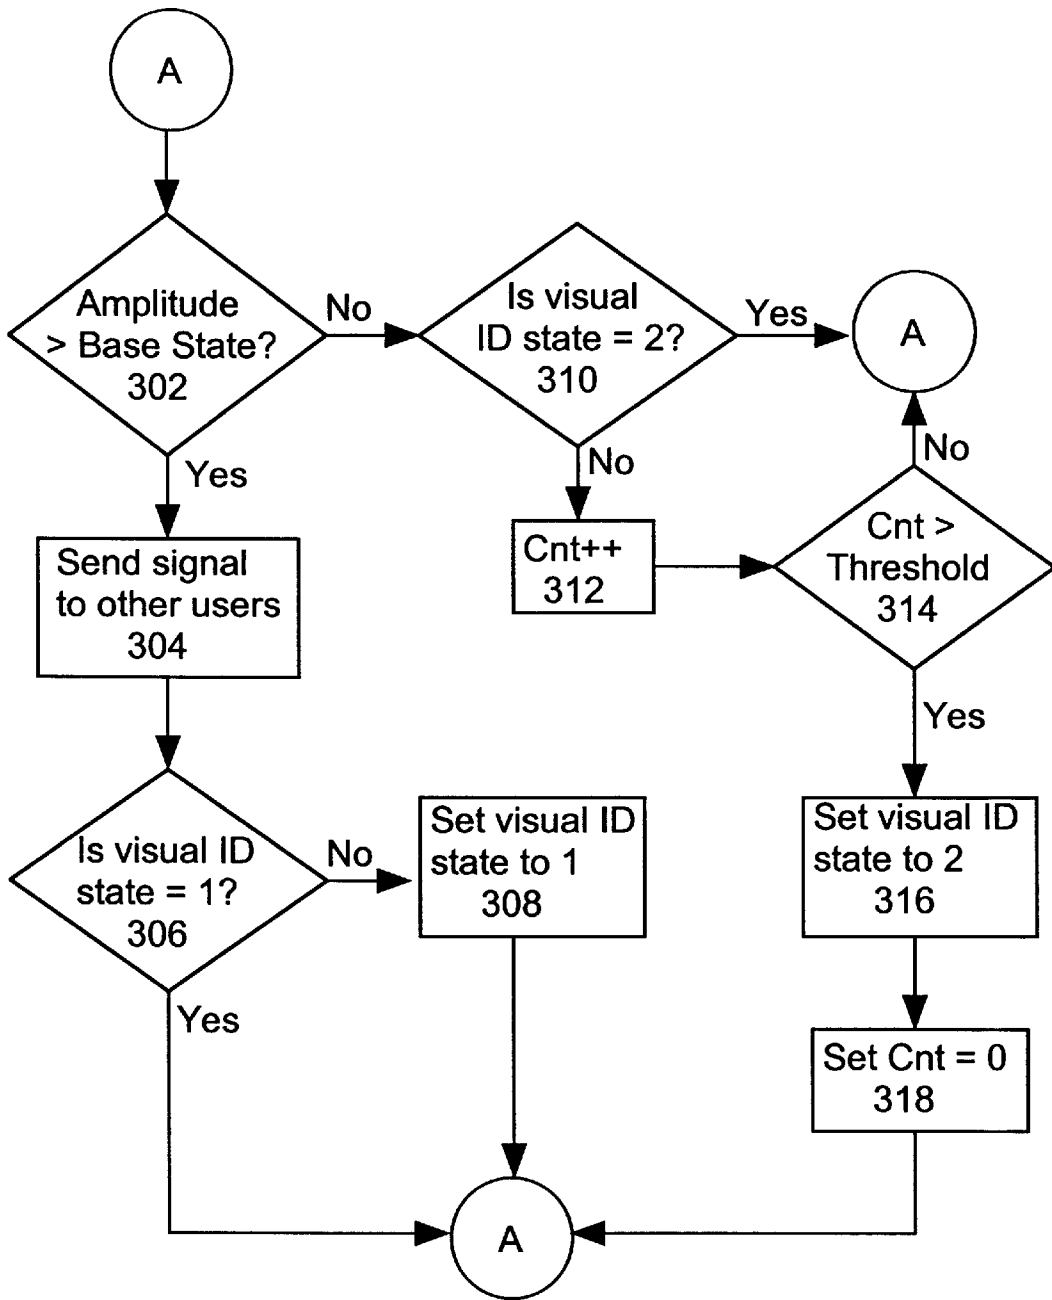 A
Amplitude
> Base State?
302
No
Yes
Is visual
ID state = 2?
310
Yes
No
A
No
Cnt++
312
Cnt >
Threshold
314
Yes
Send signal
to other users
304
Is visual ID
state = 1?
306
No
Yes
Set visual ID
state to 1
308
Set visual ID
state to 2
316
Set Cnt = 0
318
A